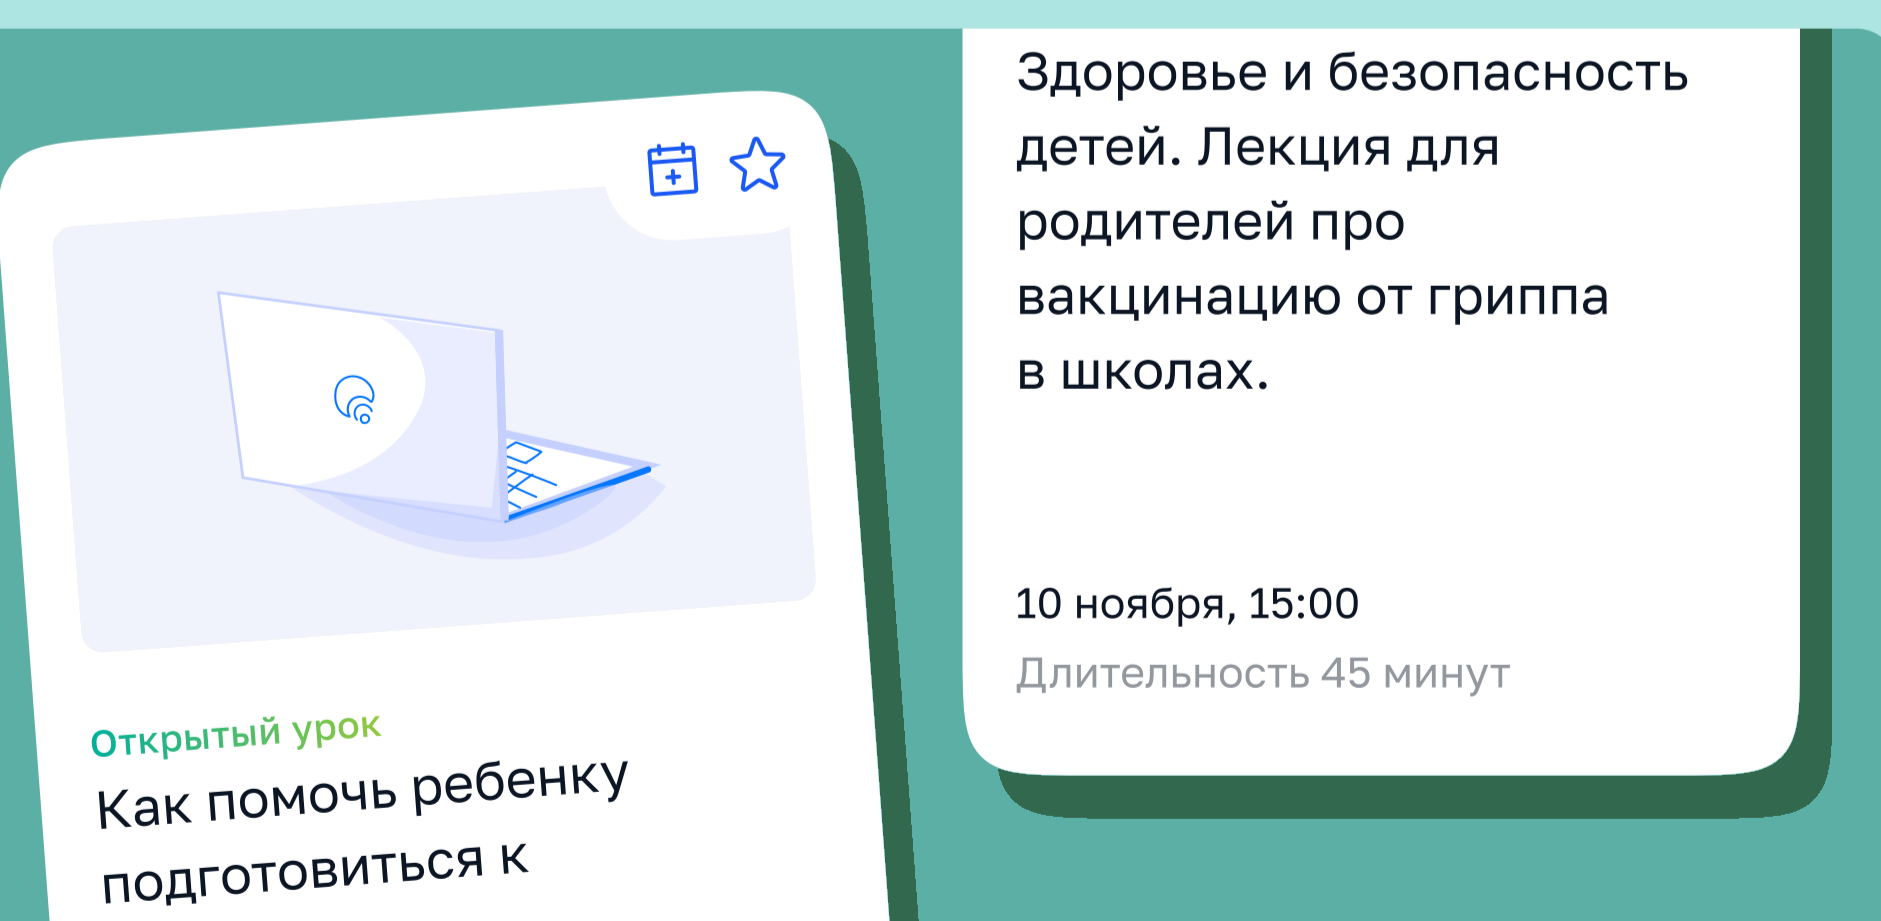 Здоровье и безопасность
детей. Лекция для
родителей про
вакцинацию от гриппа
в школах.
10 ноября, 15:00
Длительность 45 минут
Открытый урок
Как помочь ребенку
подготовиться к